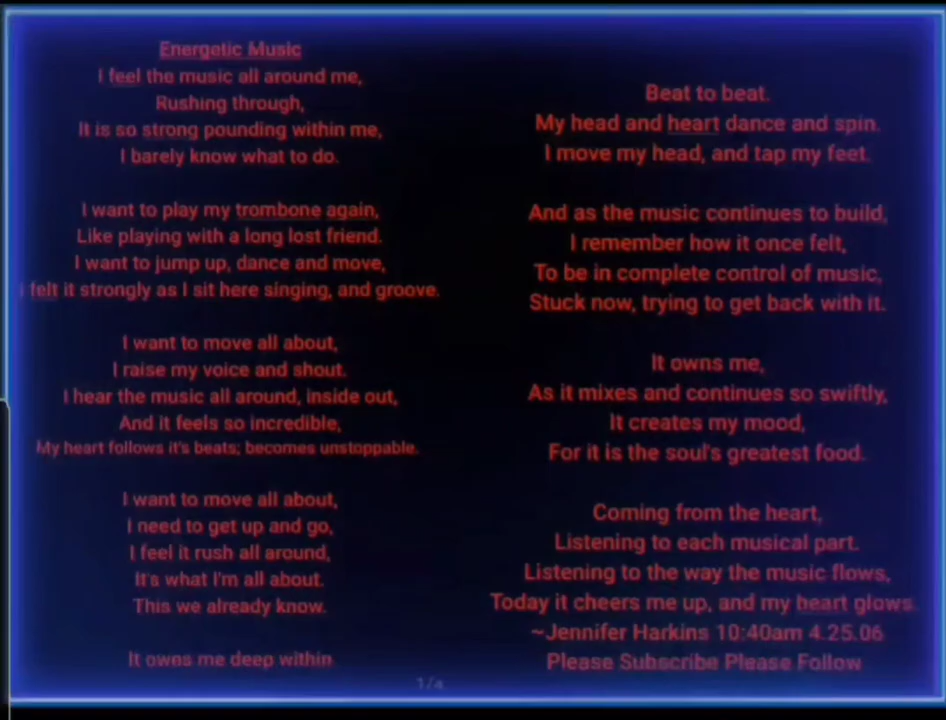 Energetic Music
I feel the music all around me,
Rushing through,
It is so strong pounding within me,
I barely know what to do.
I want to play my trombone again,
Like playing with a long lost friend.
I want to jump up, dance and move,
I felt it strongly as I sit here singing, and groove.
I want to move all about,
I raise my voice and shout.
I hear the music all around, inside out,
And it feels so incredible,
My heart follows it's beats; becomes unstoppable.
I want to move all about,
I need to get up and go,
I feel it rush all around,
It's what I'm all about.
This we already know.
It owns me deep within
1/4
Beat to beat.
My head and heart dance and spin.
I move my head, and tap my feet.
And as the music continues to build,
I remember how it once felt,
To be in complete control of music,
Stuck now, trying to get back with it.
It owns me,
As it mixes and continues so swiftly,
It creates my mood,
For it is the soul's greatest food.
Coming from the heart,
Listening to each musical part.
Listening to the way the music flows,
Today it cheers me up, and my heart glows.
~Jennifer Harkins 10:40am 4.25.06
Please Subscribe Please Follow